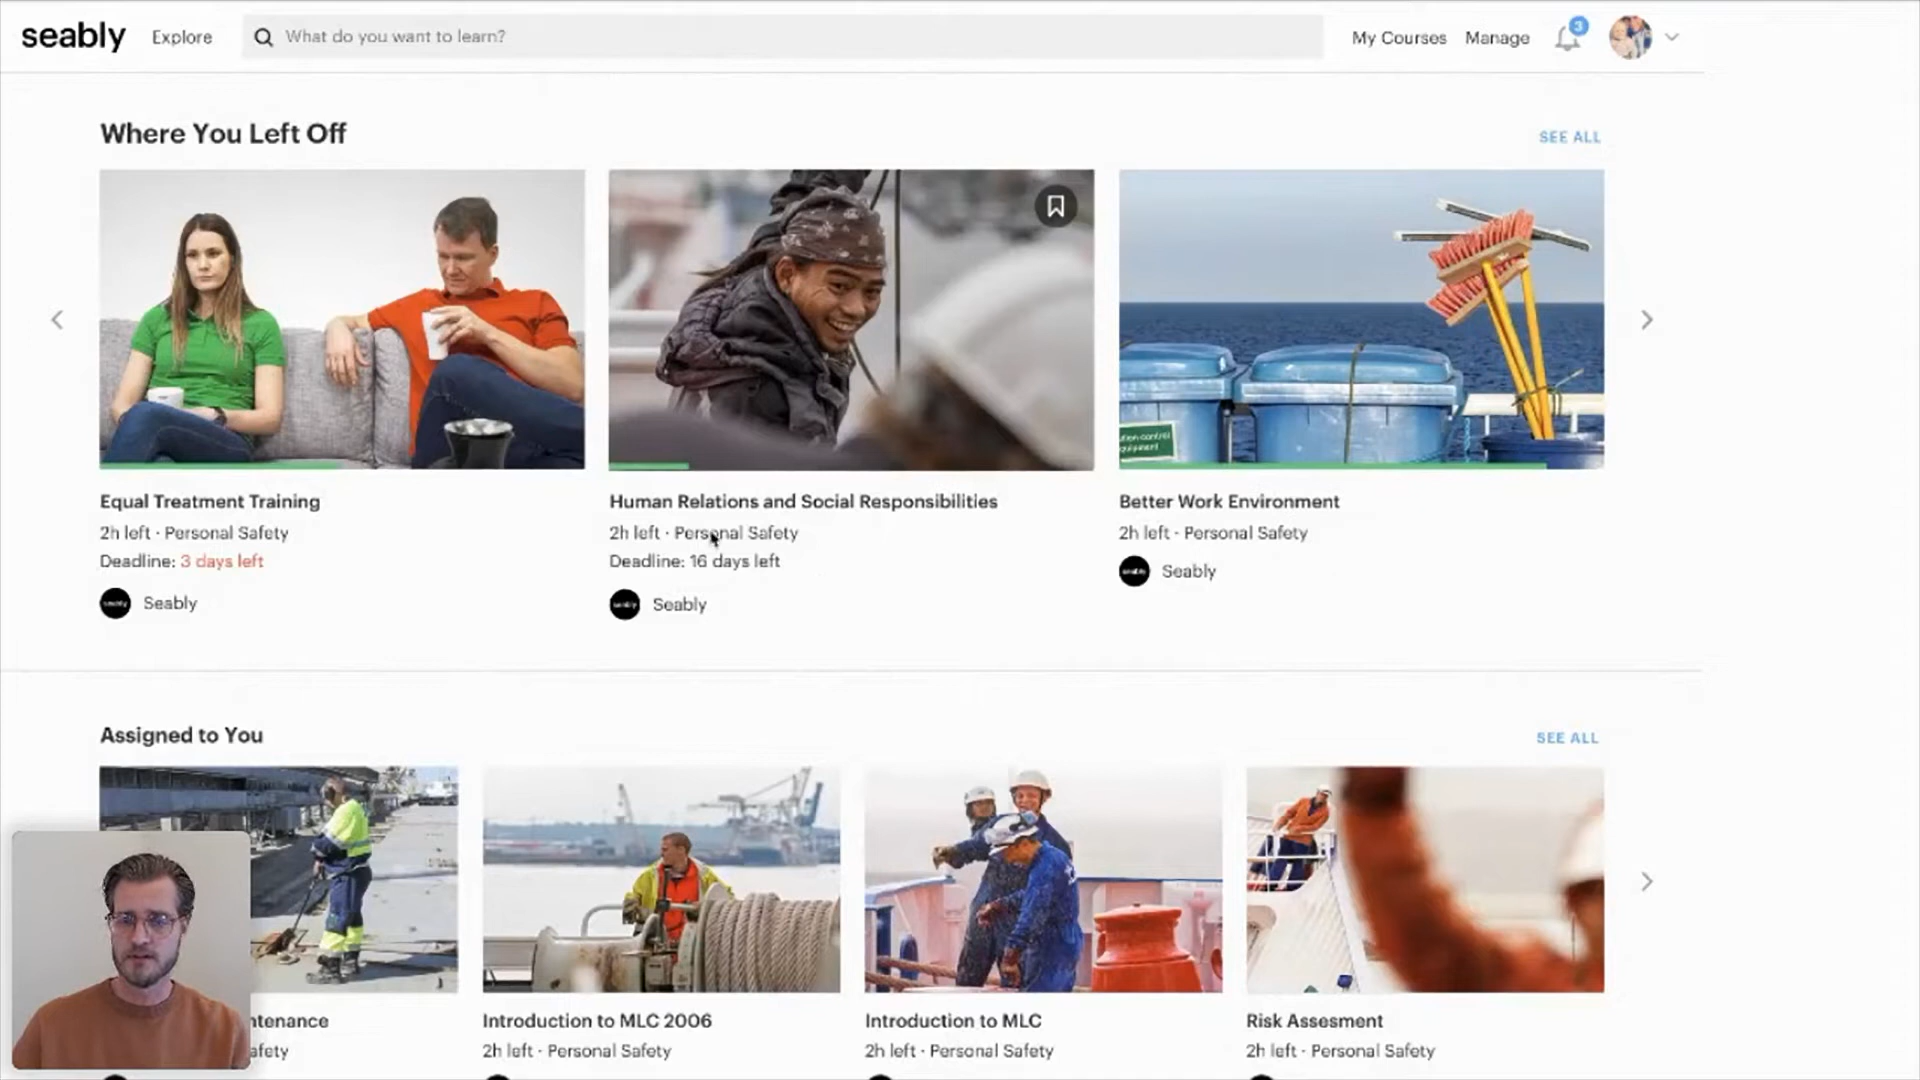 seably Explore What do you want to learn? My Courses Manage 3
Where You Left Off SEE ALL
Equal Treatment Training
2h left · Personal Safety
Deadline: 3 days left
Seably
Human Relations and Social Responsibilities
2h left · Personal Safety
Deadline: 16 days left
Seably
Better Work Environment
2h left · Personal Safety
Seably
Assigned to You SEE ALL
ntenance
afety
Introduction to MLC 2006
2h left · Personal Safety
Introduction to MLC
2h left · Personal Safety
Risk Assesment
2h left · Personal Safety